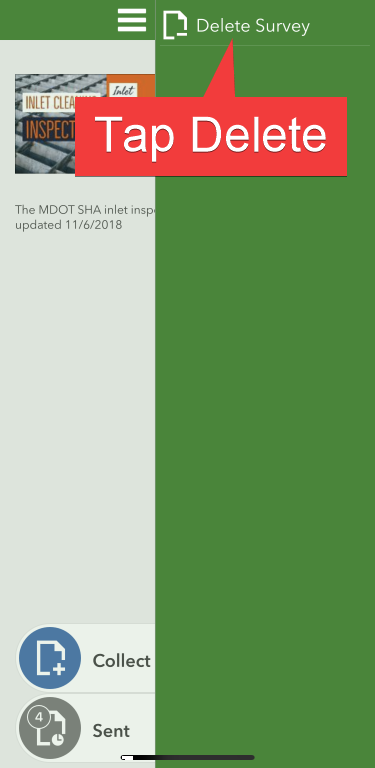 Delete Survey
INLET CLEANING
Inlet
INSPECT
Tap Delete
The MDOT SHA inlet insp
updated 11/6/2018
Collect
4
Sent